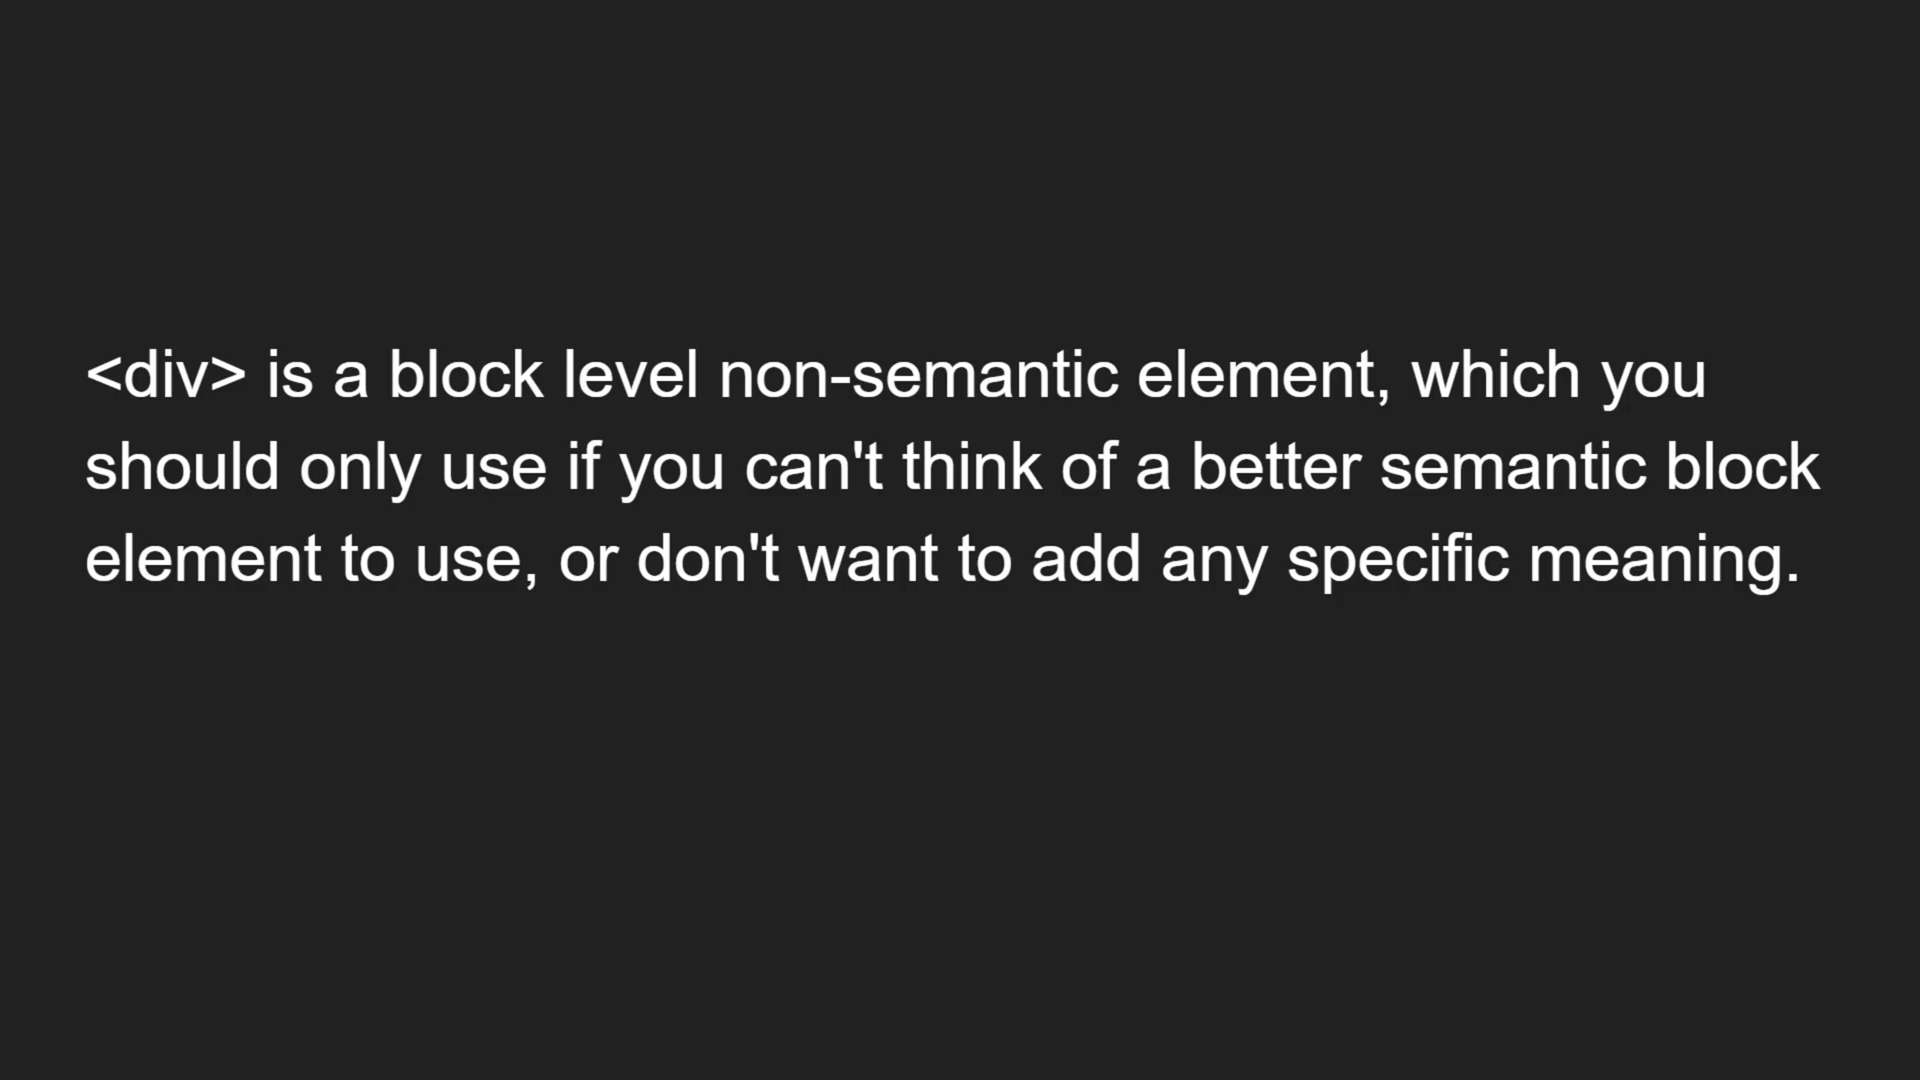 <div> is a block level non-semantic element, which you
should only use if you can't think of a better semantic block
element to use, or don't want to add any specific meaning.